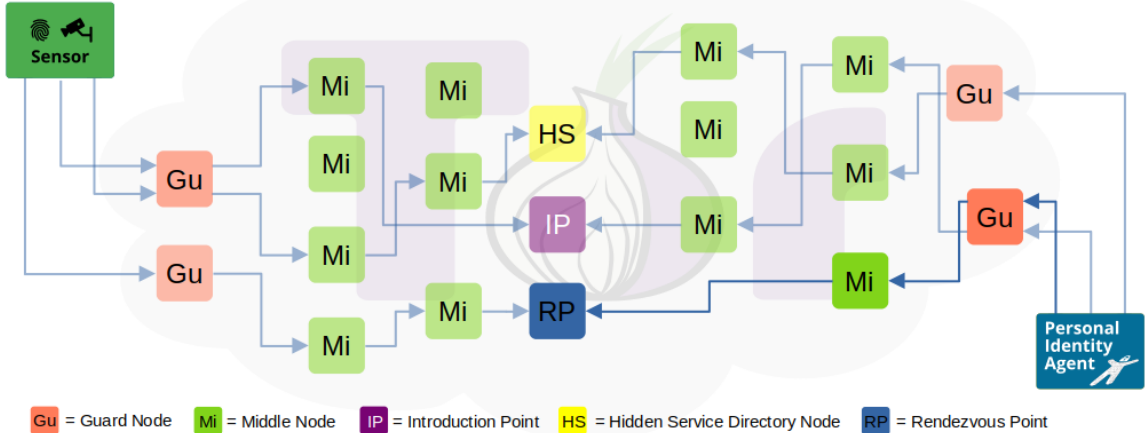 Sensor
Mi
Mi
Mi
Mi
Gu
HS
Mi
Mi
Mi
Gu
Mi
IP
Mi
Gu
Mi
Gu
Mi
Mi
RP
Mi
Personal
Identity
Agent
Mi
Gu = Guard Node
Mi = Middle Node
IP = Introduction Point
HS = Hidden Service Directory Node
RP = Rendezvous Point